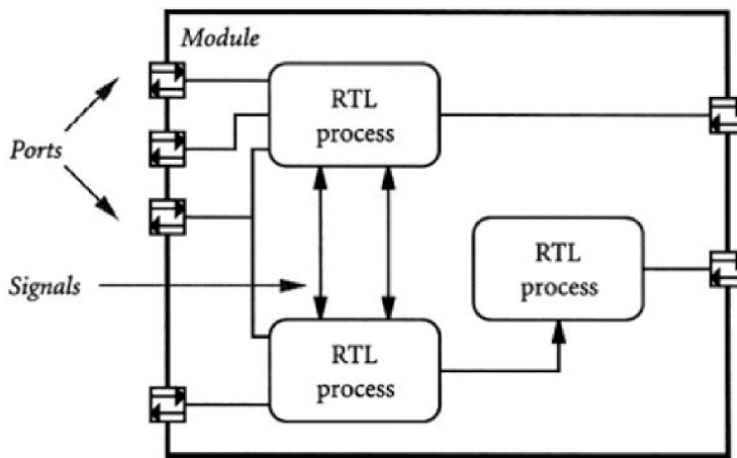 Module
RTL
process
Ports
RTL
process
Signals
RTL
process